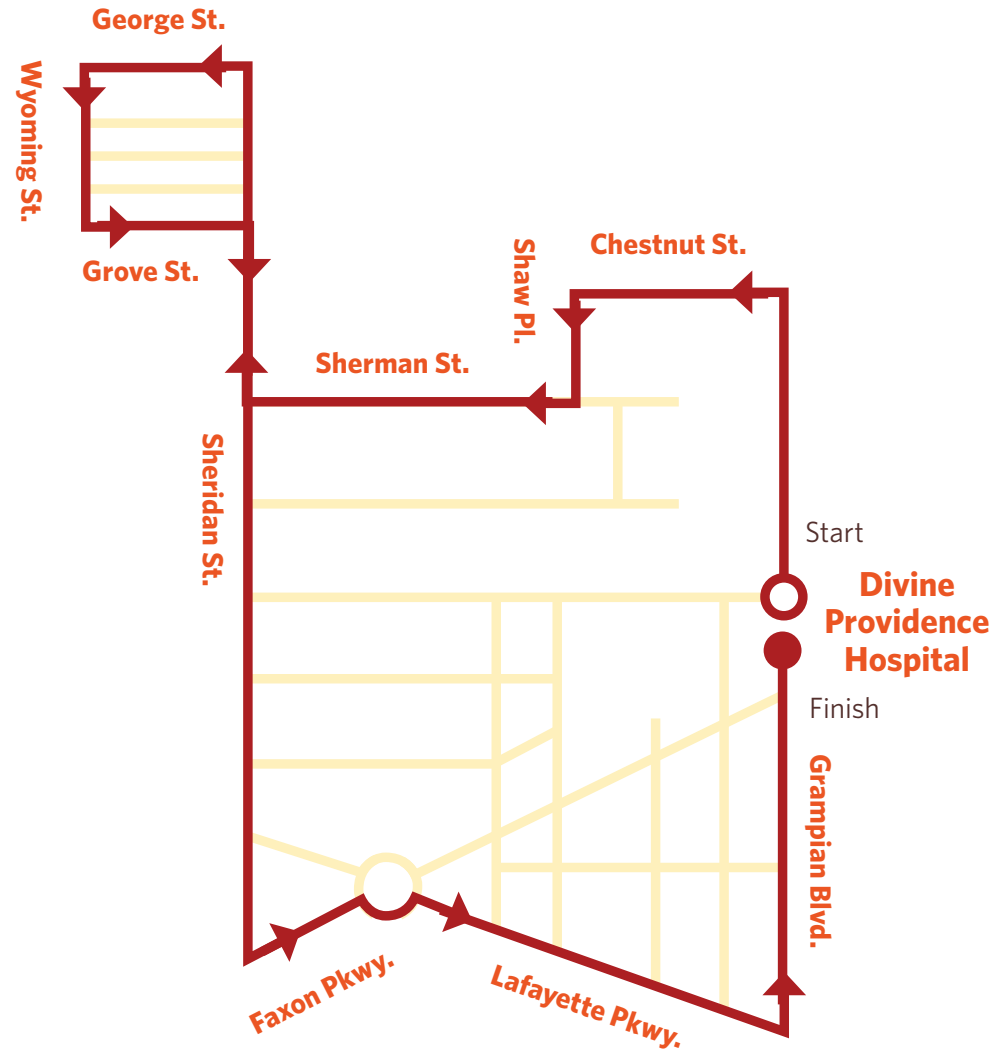 George St.
Wyoming St.
Grove St.
Shaw Pl.
Chestnut St.
Sherman St.
Sheridan St.
Start
Divine
Providence
Hospital
Finish
Grampian Blvd.
Faxon Pkwy.
Lafayette Pkwy.